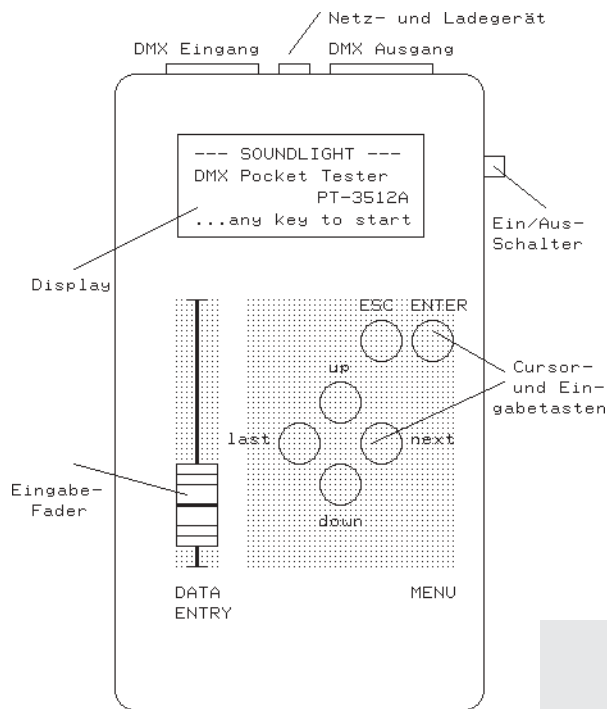 Netz- und Ladegerät
DMX Eingang
DMX Ausgang
--- SOUNDLIGHT ---
DMX Pocket Tester
PT-3512A
...any key to start
Ein/Aus-
Schalter
Display
ESC ENTER
up
Cursor-
und Ein-
gabetasten
last
next
Eingabe-
Fader
down
DATA
ENTRY
MENU